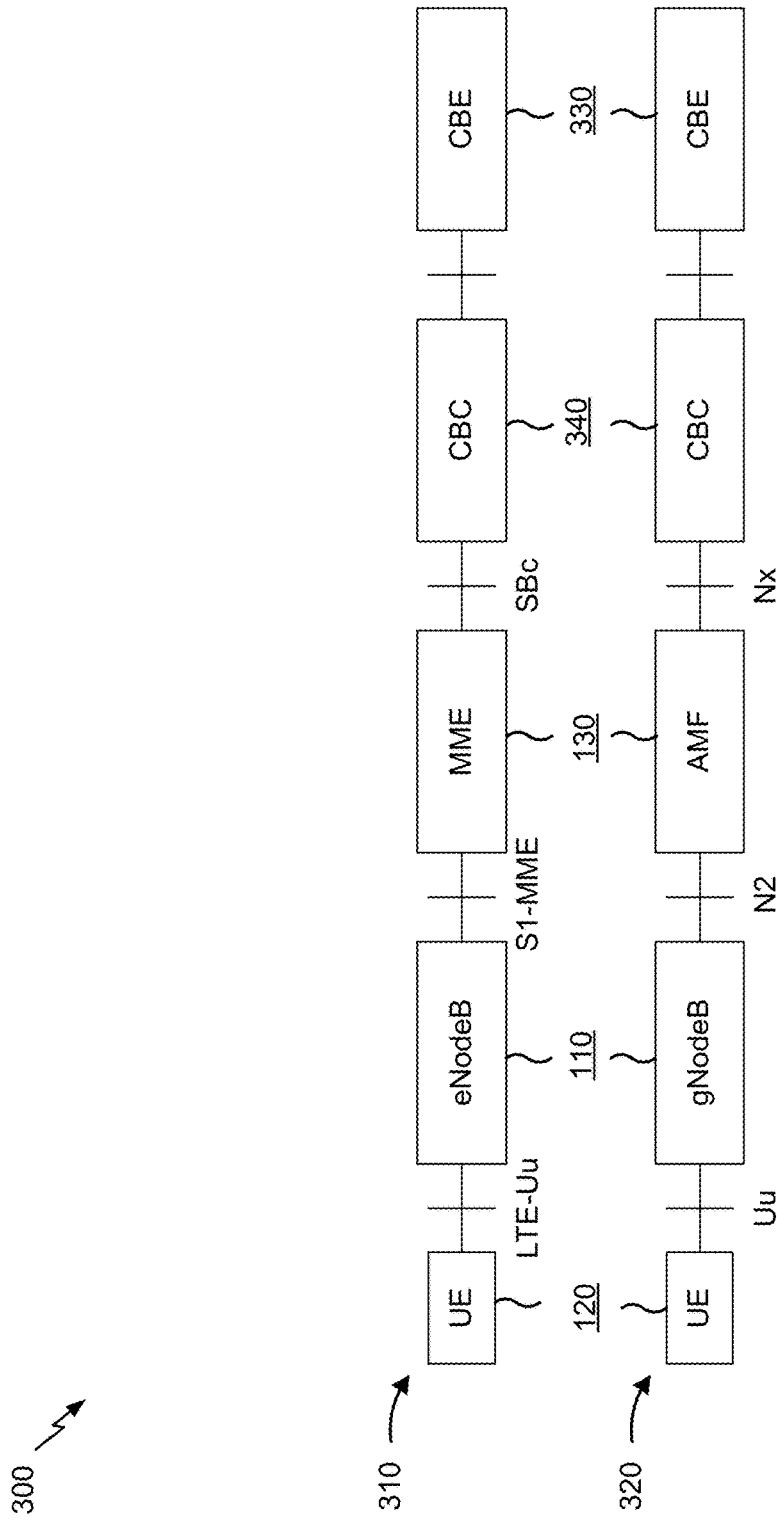 300
310
UE
eNodeB
MME
CBC
CBE
LTE-Uu
S1-MME
SBc
120
110
130
340
330
320
UE
gNodeB
AMF
CBC
CBE
Uu
N2
Nx